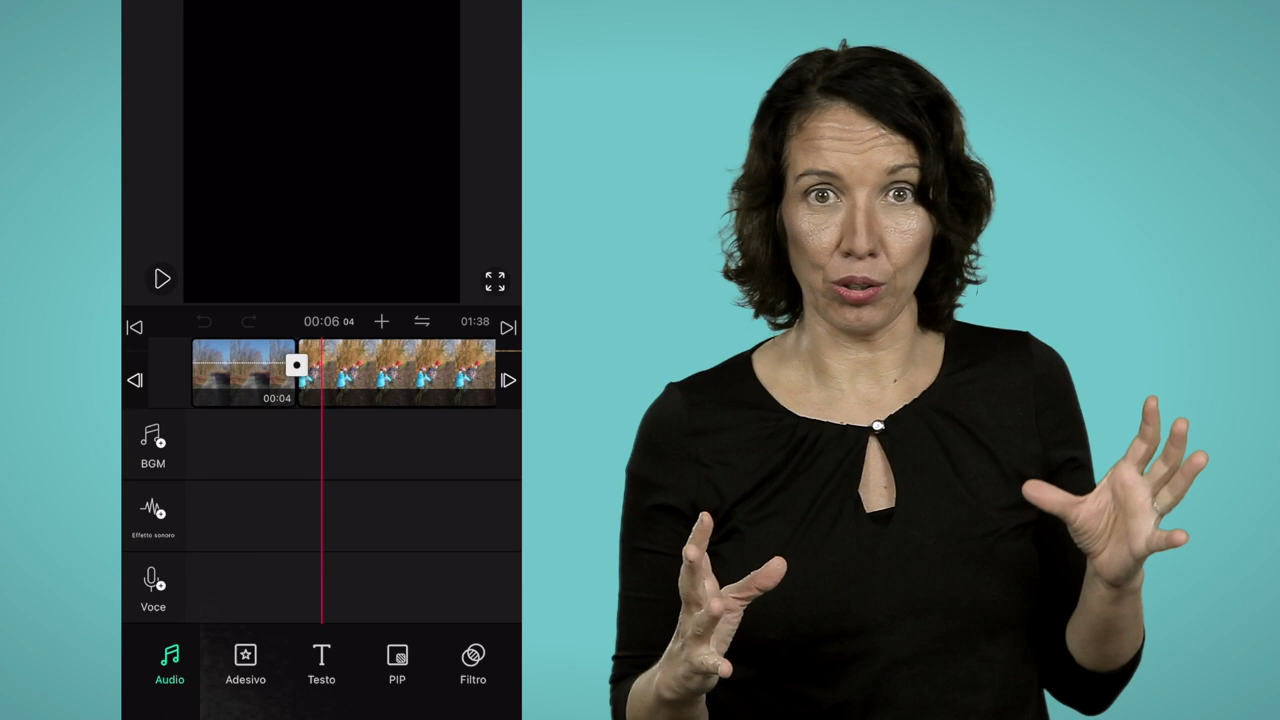 00:06 04
01:38
00:04
BGM
Effetto sonoro
Voce
Audio
Adesivo
Testo
PIP
Filtro